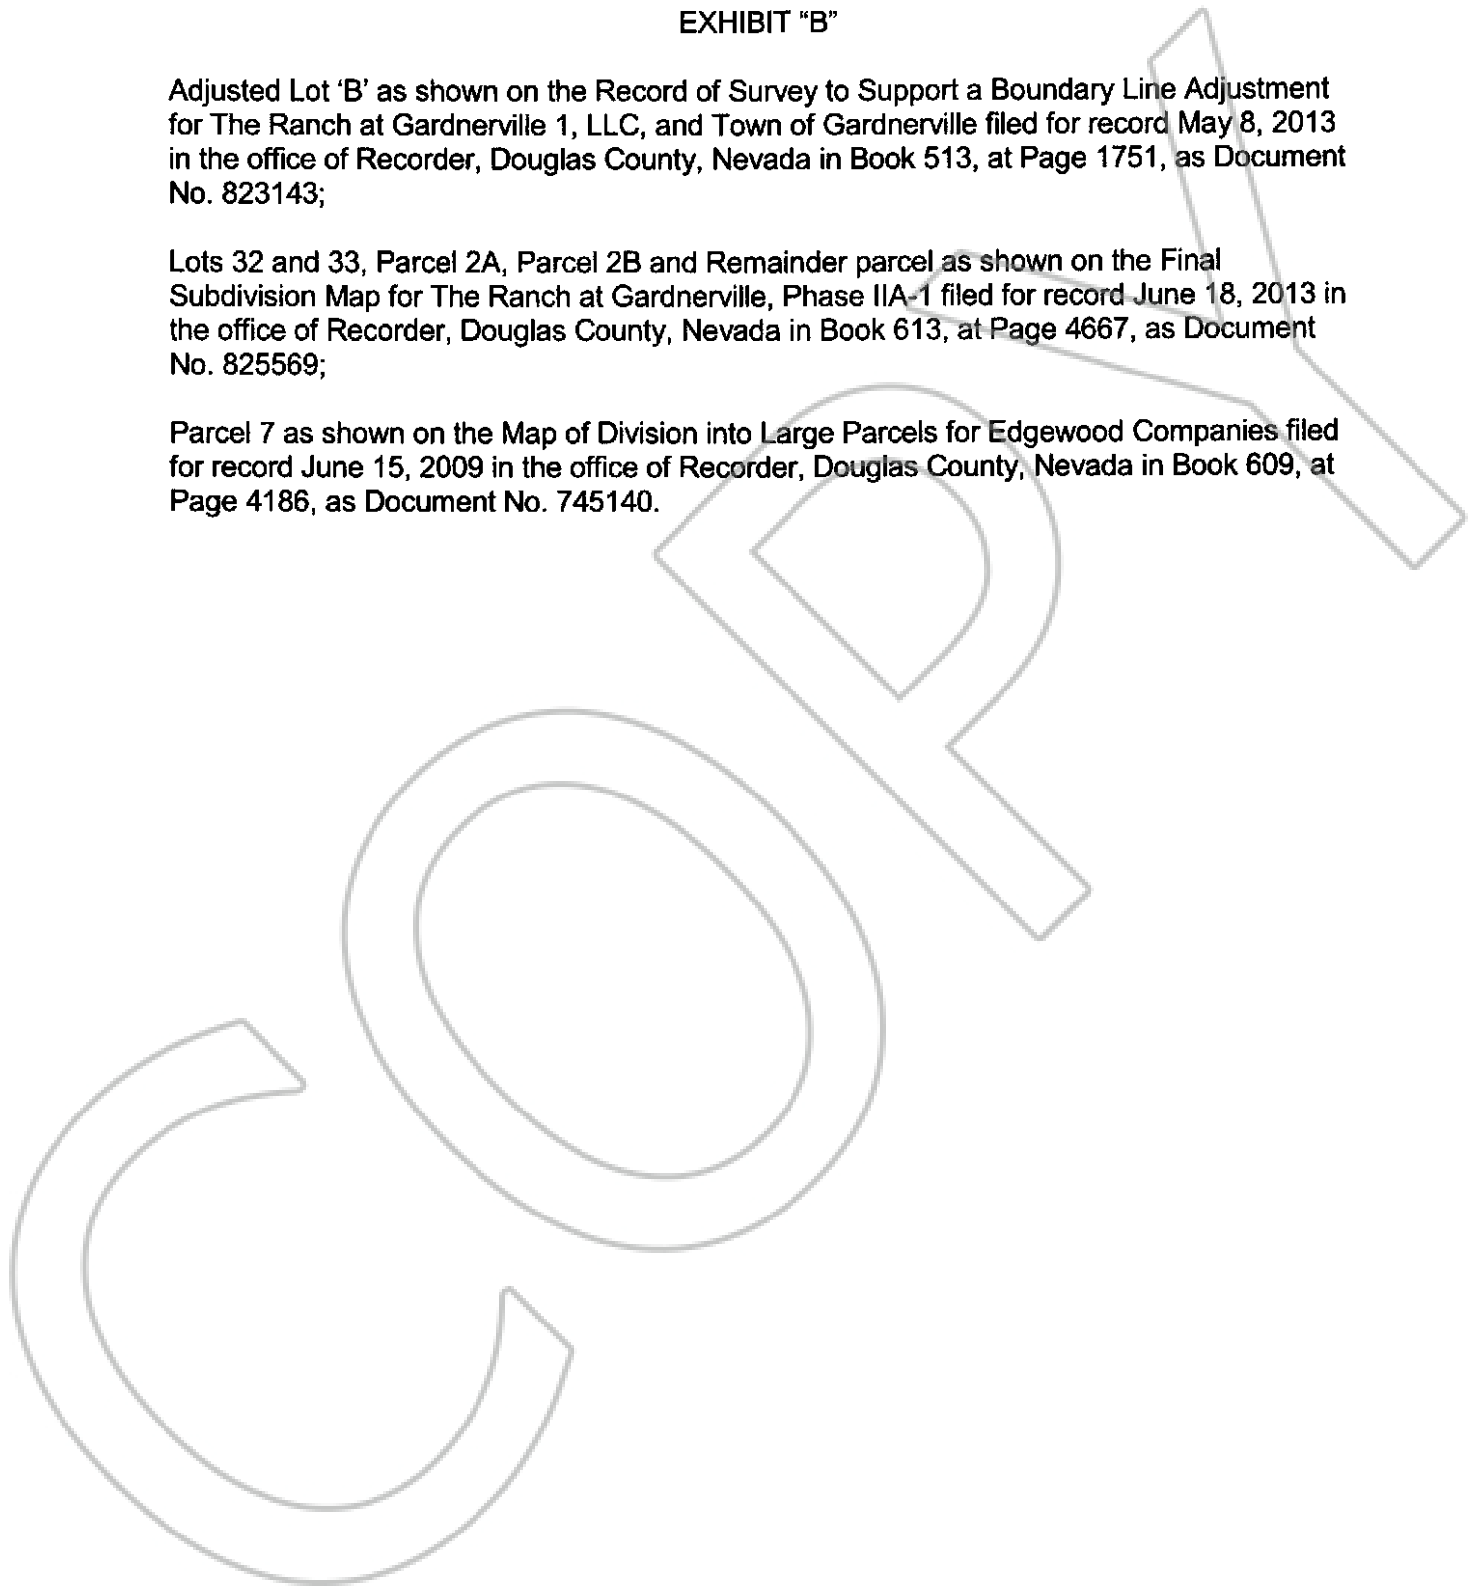 EXHIBIT “B”
Adjusted Lot ‘B’ as shown on the Record of Survey to Support a Boundary Line Adjustment
for The Ranch at Gardnerville 1, LLC, and Town of Gardnerville filed for record May 8, 2013
in the office of Recorder, Douglas County, Nevada in Book 513, at Page 1751, as Document
No. 823143;
Lots 32 and 33, Parcel 2A, Parcel 2B and Remainder parcel as shown on the Final
Subdivision Map for The Ranch at Gardnerville, Phase IIA-1 filed for record June 18, 2013 in
the office of Recorder, Douglas County, Nevada in Book 613, at Page 4667, as Document
No. 825569;
Parcel 7 as shown on the Map of Division into Large Parcels for Edgewood Companies filed
for record June 15, 2009 in the office of Recorder, Douglas County, Nevada in Book 609, at
Page 4186, as Document No. 745140.
COPY